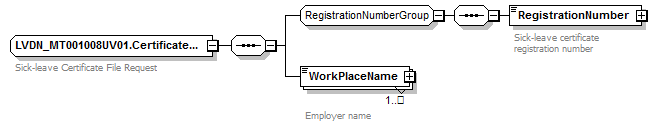 RegistrationNumberGroup
RegistrationNumber
Sick-leave certificate
registration number
LVDN_MT001008UV01.Certificate...
Sick-leave Certificate File Request
WorkPlaceName
1..□
Employer name